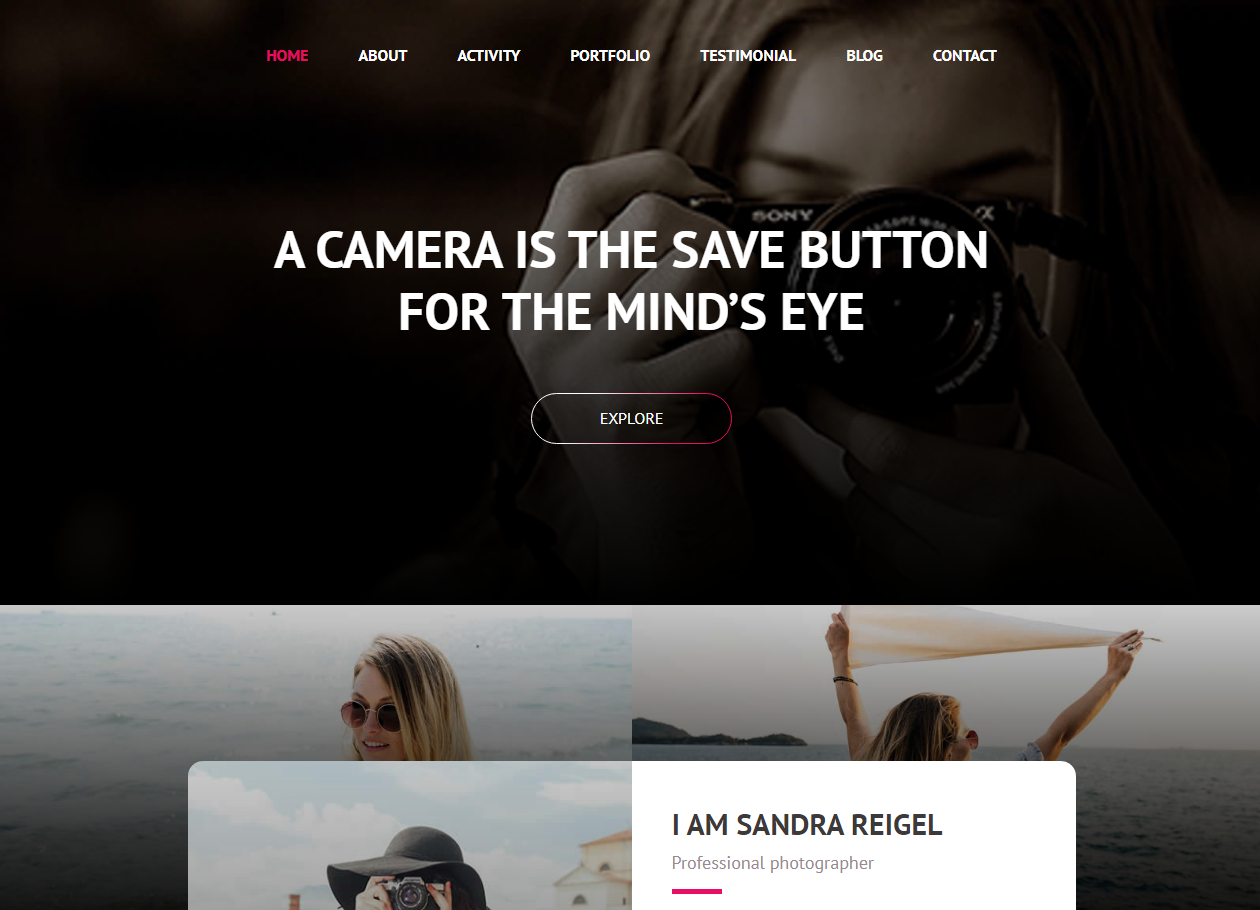 HOME ABOUT ACTIVITY PORTFOLIO TESTIMONIAL BLOG CONTACT
SONY α
A CAMERA IS THE SAVE BUTTON
FOR THE MIND’S EYE
EXPLORE
I AM SANDRA REIGEL
Professional photographer